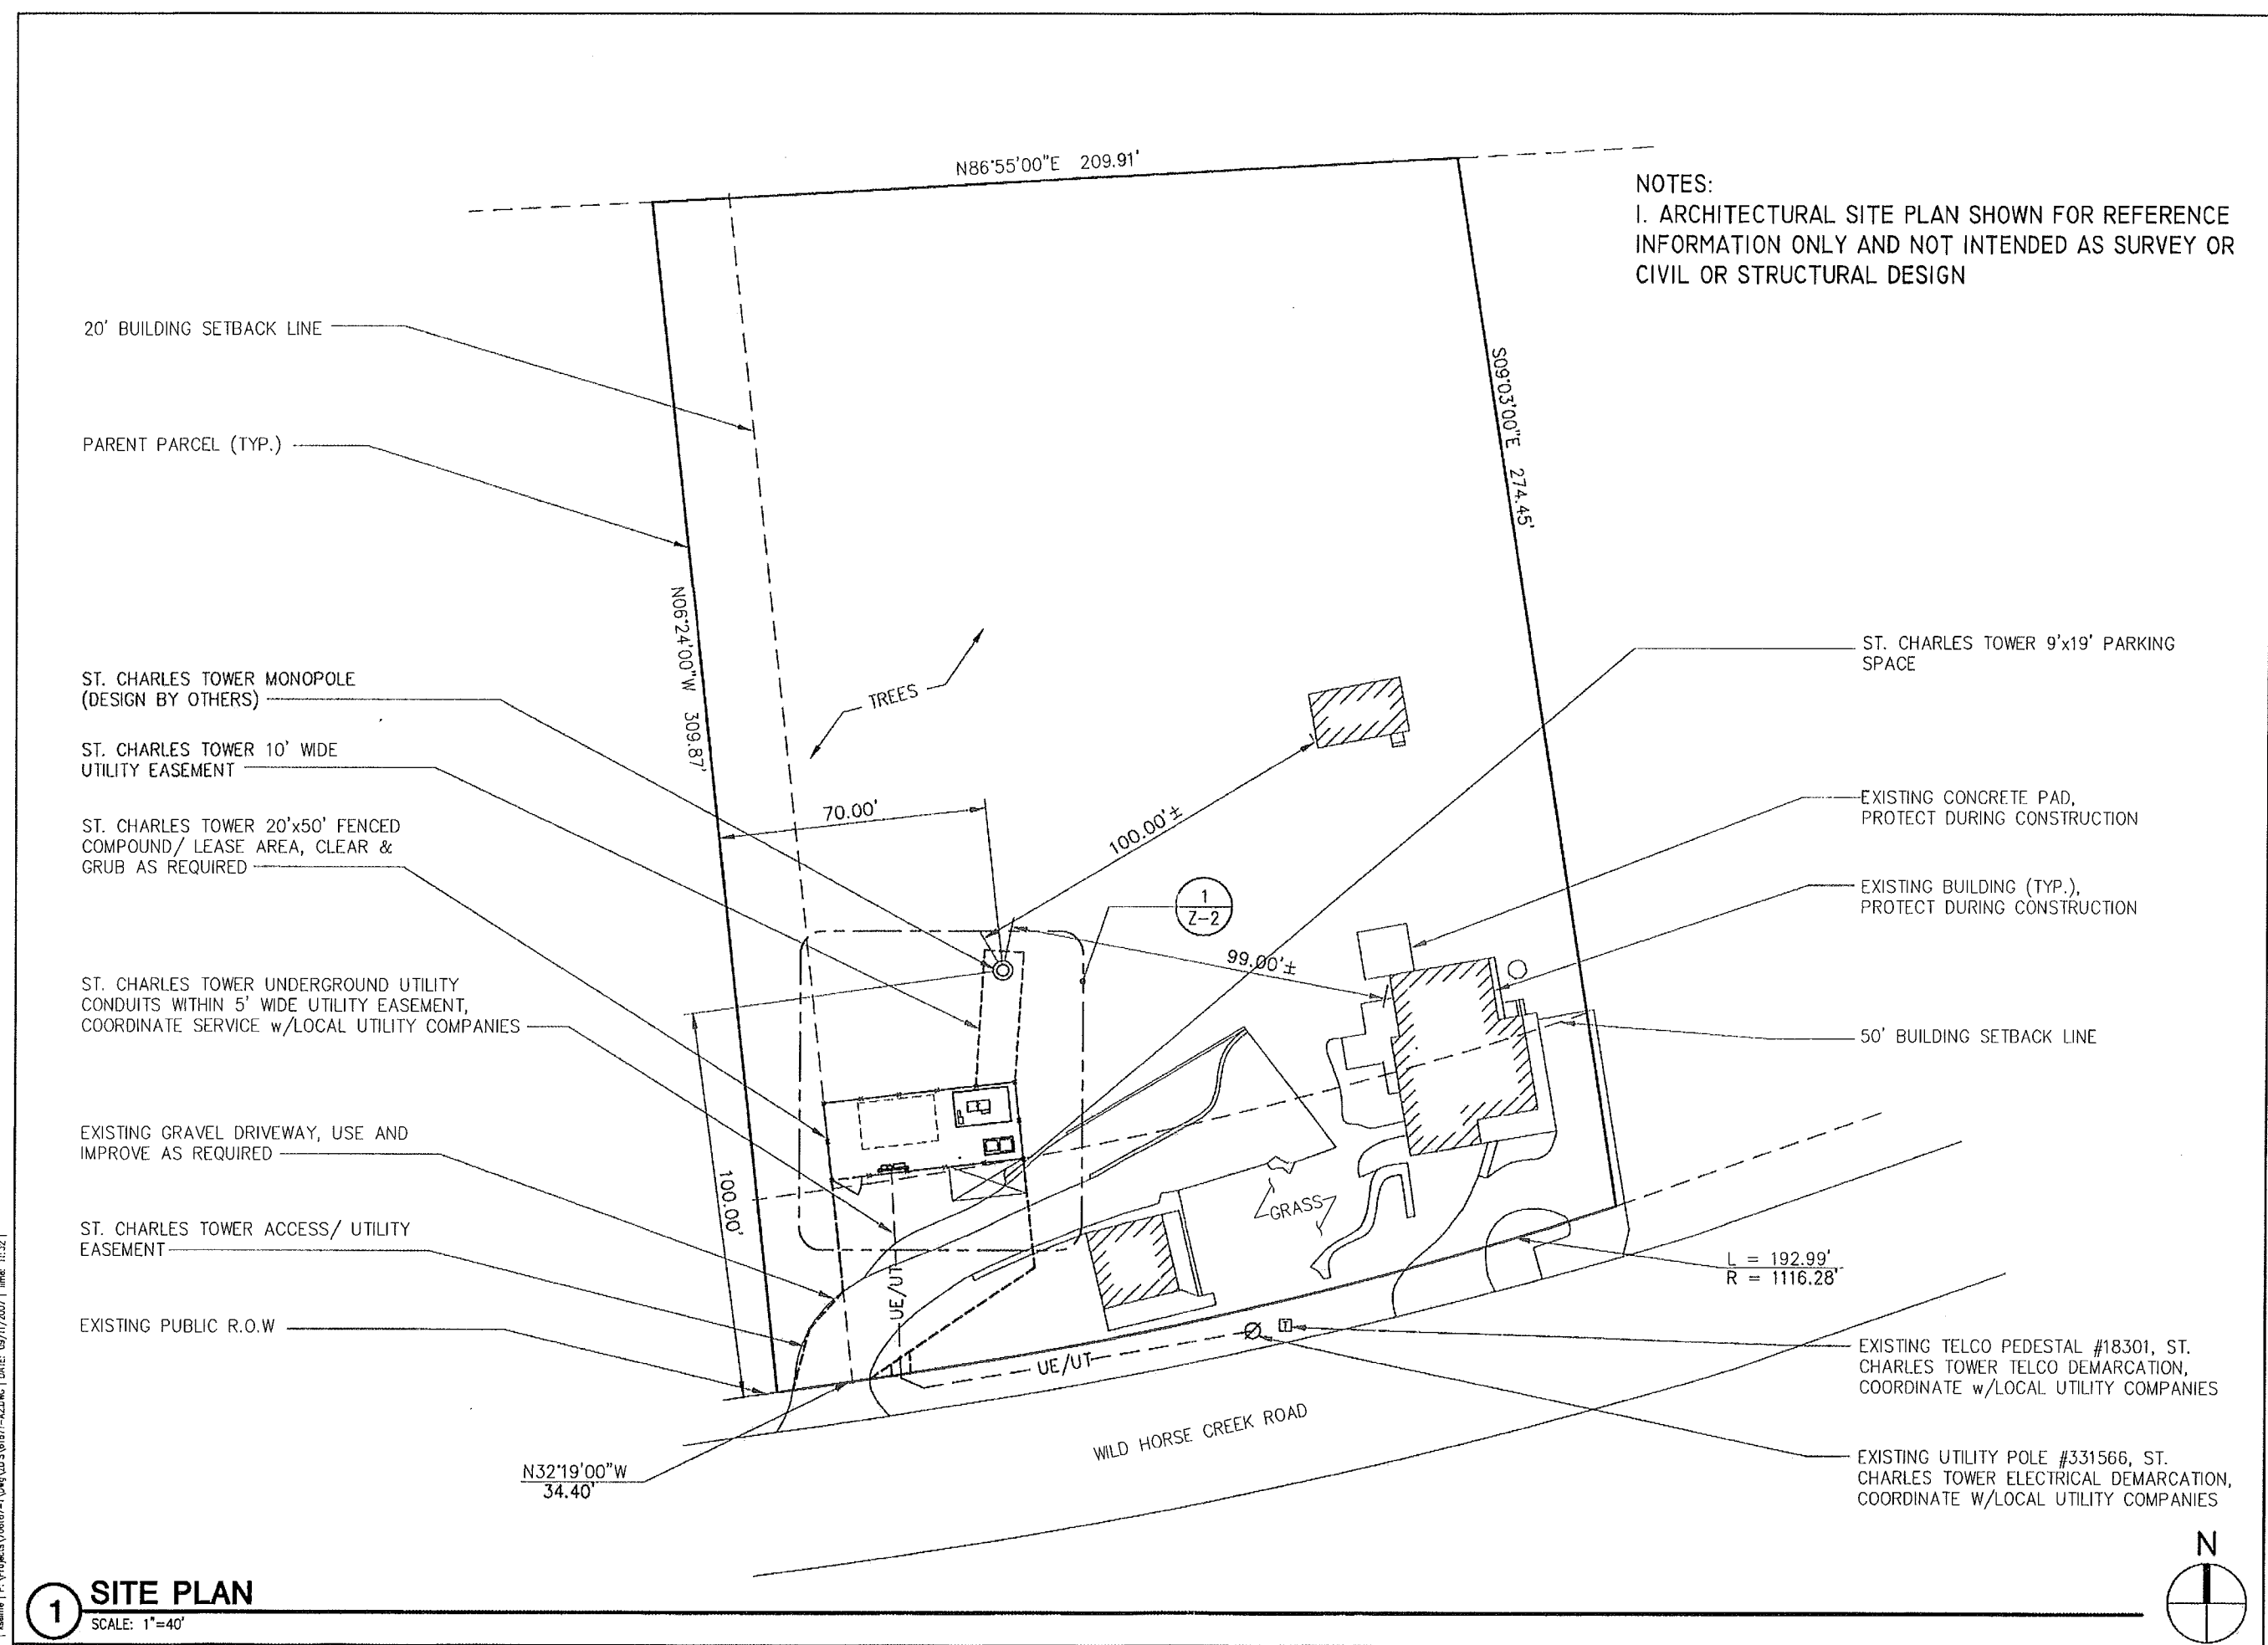 N86°55'00"E 209.91'
NOTES:
1. ARCHITECTURAL SITE PLAN SHOWN FOR REFERENCE
INFORMATION ONLY AND NOT INTENDED AS SURVEY OR
CIVIL OR STRUCTURAL DESIGN
20' BUILDING SETBACK LINE
PARENT PARCEL (TYP.)
S09°03'00"E 274.45'
N06°24'00"W 309.87'
TREES
ST. CHARLES TOWER MONOPOLE
(DESIGN BY OTHERS)
ST. CHARLES TOWER 10' WIDE
UTILITY EASEMENT
ST. CHARLES TOWER 20'x50' FENCED
COMPOUND/ LEASE AREA, CLEAR &
GRUB AS REQUIRED
ST. CHARLES TOWER UNDERGROUND UTILITY
CONDUITS WITHIN 5' WIDE UTILITY EASEMENT,
COORDINATE SERVICE w/LOCAL UTILITY COMPANIES
EXISTING GRAVEL DRIVEWAY, USE AND
IMPROVE AS REQUIRED
ST. CHARLES TOWER ACCESS/ UTILITY
EASEMENT
EXISTING PUBLIC R.O.W
70.00'
100.00'±
1
Z-2
99.00'±
100.00'
UE/UT
GRASS
UE/UT
WILD HORSE CREEK ROAD
N32°19'00"W
34.40'
ST. CHARLES TOWER 9'x19' PARKING
SPACE
EXISTING CONCRETE PAD,
PROTECT DURING CONSTRUCTION
EXISTING BUILDING (TYP.),
PROTECT DURING CONSTRUCTION
50' BUILDING SETBACK LINE
L = 192.99'
R = 1116.28'
T
EXISTING TELCO PEDESTAL #18301, ST.
CHARLES TOWER TELCO DEMARCATION,
COORDINATE w/LOCAL UTILITY COMPANIES
EXISTING UTILITY POLE #331566, ST.
CHARLES TOWER ELECTRICAL DEMARCATION,
COORDINATE W/LOCAL UTILITY COMPANIES
N
1
SITE PLAN
SCALE: 1"=40'